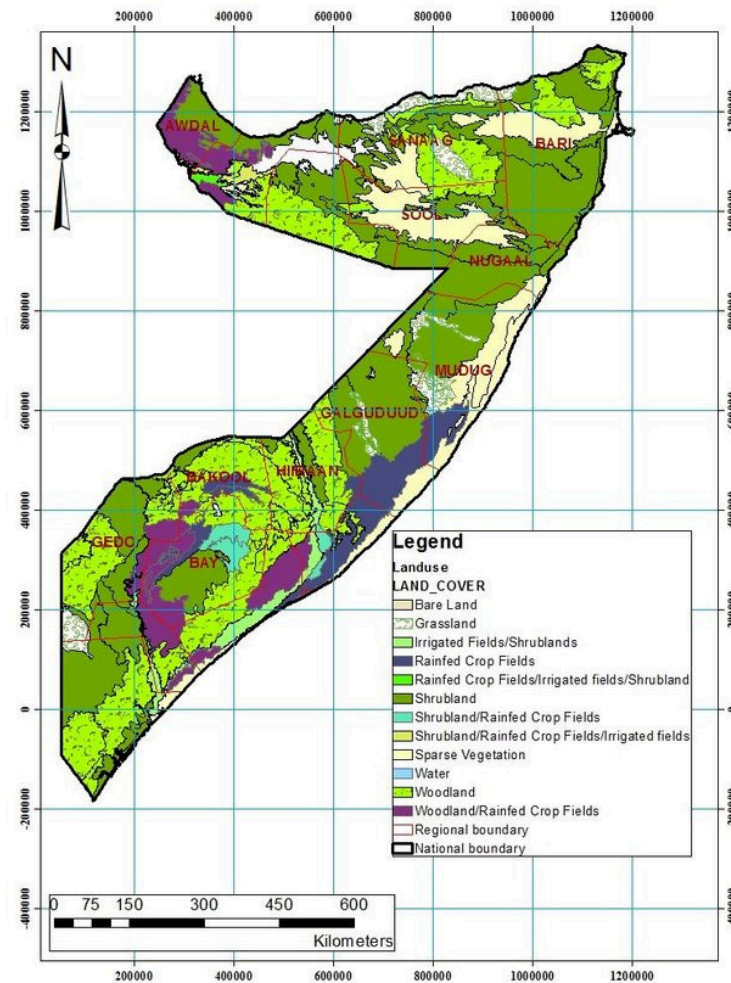 200000 400000 600000 800000 1000000 1200000
N
1200000
1000000
800000
600000
400000
200000
0
-200000
-400000
AWDAL
SANAAG
BARI
SOOL
NUGAAL
MUDUG
GALGUDUUD
HIIRAAN
BAKOOL
GEDO
BAY
Legend
Landuse
LAND_COVER
Bare Land
Grassland
Irrigated Fields/Shrublands
Rainfed Crop Fields
Rainfed Crop Fields/Irrigated fields/Shrubland
Shrubland
Shrubland/Rainfed Crop Fields
Shrubland/Rainfed Crop Fields/Irrigated fields
Sparse Vegetation
Water
Woodland
Woodland/Rainfed Crop Fields
Regional boundary
National boundary
0 75 150 300 450 600
Kilometers
200000 400000 600000 800000 1000000 1200000